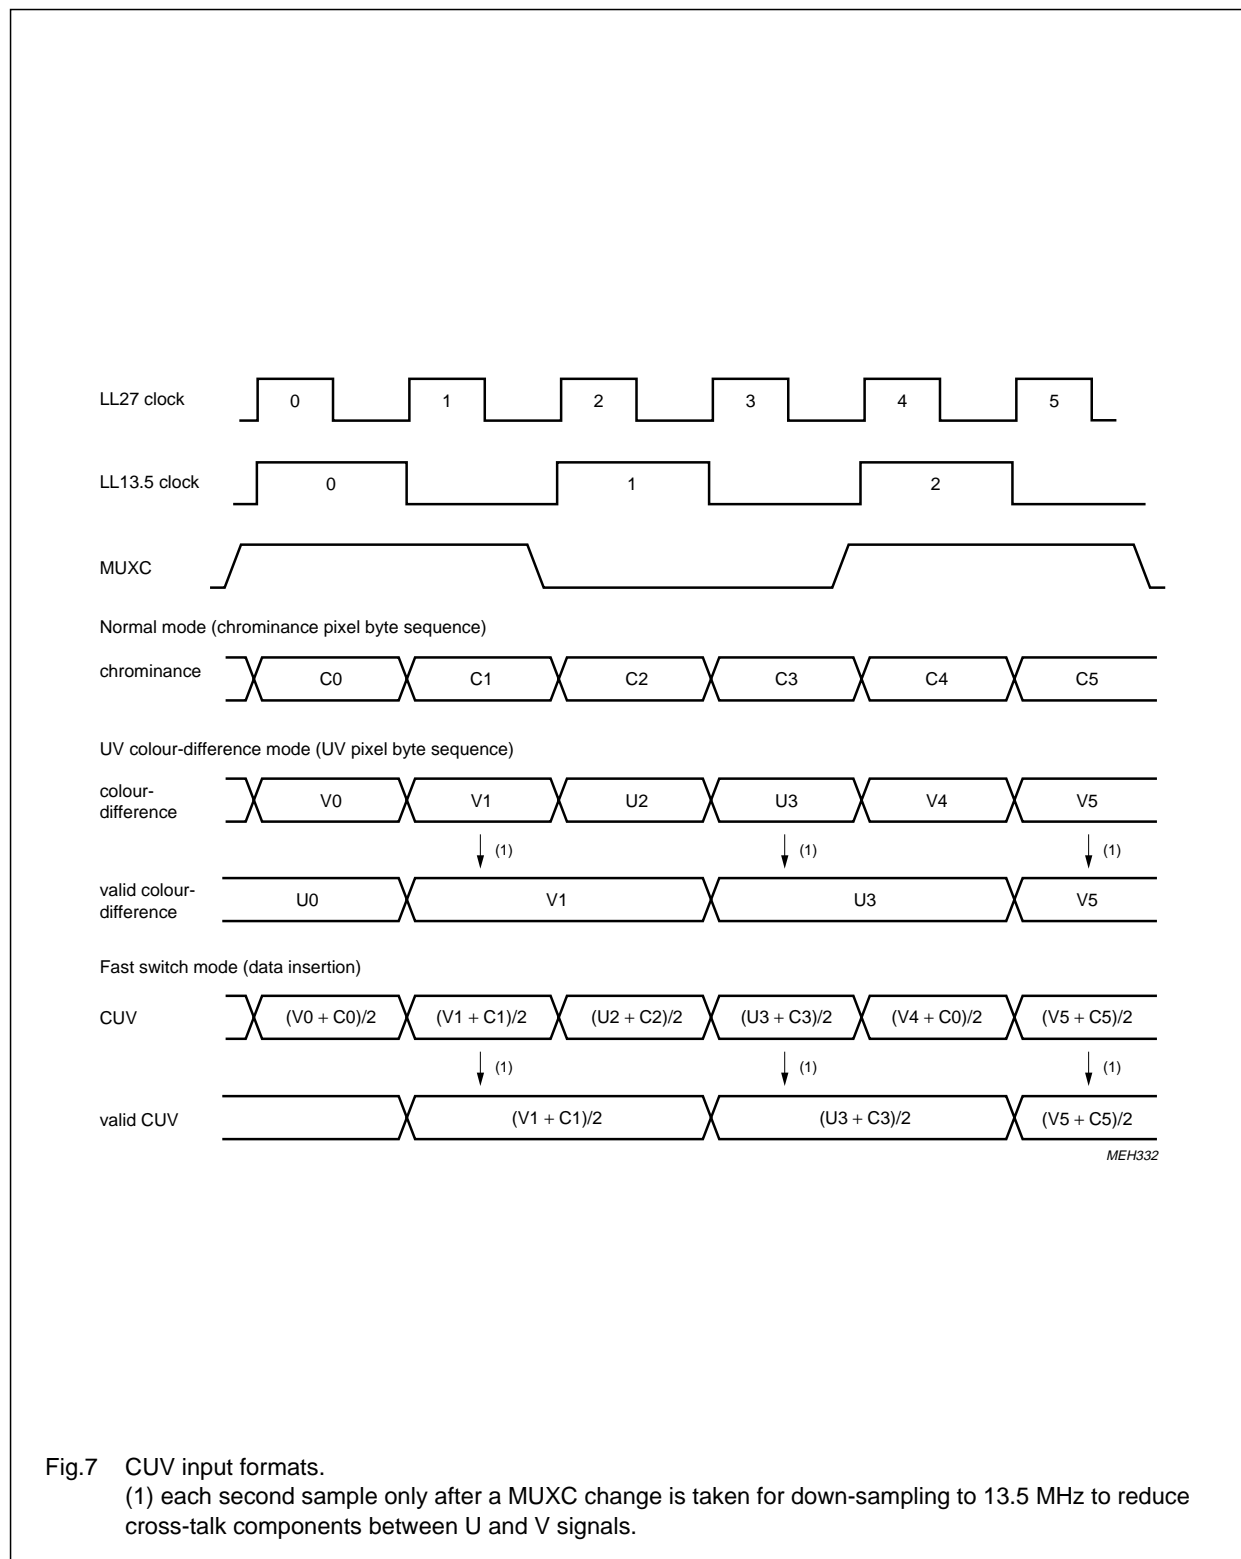 LL27 clock 0 1 2 3 4 5
LL13.5 clock 0 1 2
MUXC
Normal mode (chrominance pixel byte sequence)
chrominance C0 C1 C2 C3 C4 C5
UV colour-difference mode (UV pixel byte sequence)
colour-
difference V0 V1 U2 U3 V4 V5
(1) (1) (1)
valid colour-
difference U0 V1 U3 V5
Fast switch mode (data insertion)
CUV (V0 + C0)/2 (V1 + C1)/2 (U2 + C2)/2 (U3 + C3)/2 (V4 + C0)/2 (V5 + C5)/2
(1) (1) (1)
valid CUV (V1 + C1)/2 (U3 + C3)/2 (V5 + C5)/2
MEH332
Fig.7 CUV input formats.
(1) each second sample only after a MUXC change is taken for down-sampling to 13.5 MHz to reduce
cross-talk components between U and V signals.